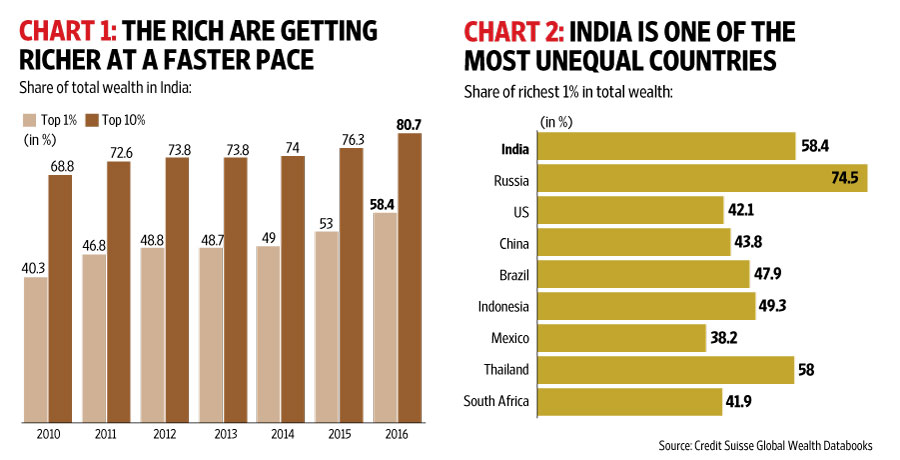 CHART 1: THE RICH ARE GETTING
RICHER AT A FASTER PACE
Share of total wealth in India:
Top 1% Top 10%
(in %)
40.3 68.8
46.8 72.6
48.8 73.8
48.7 73.8
49 74
53 76.3
58.4 80.7
2010 2011 2012 2013 2014 2015 2016
CHART 2: INDIA IS ONE OF THE
MOST UNEQUAL COUNTRIES
Share of richest 1% in total wealth:
(in %)
India 58.4
Russia 74.5
US 42.1
China 43.8
Brazil 47.9
Indonesia 49.3
Mexico 38.2
Thailand 58
South Africa 41.9
Source: Credit Suisse Global Wealth Databooks